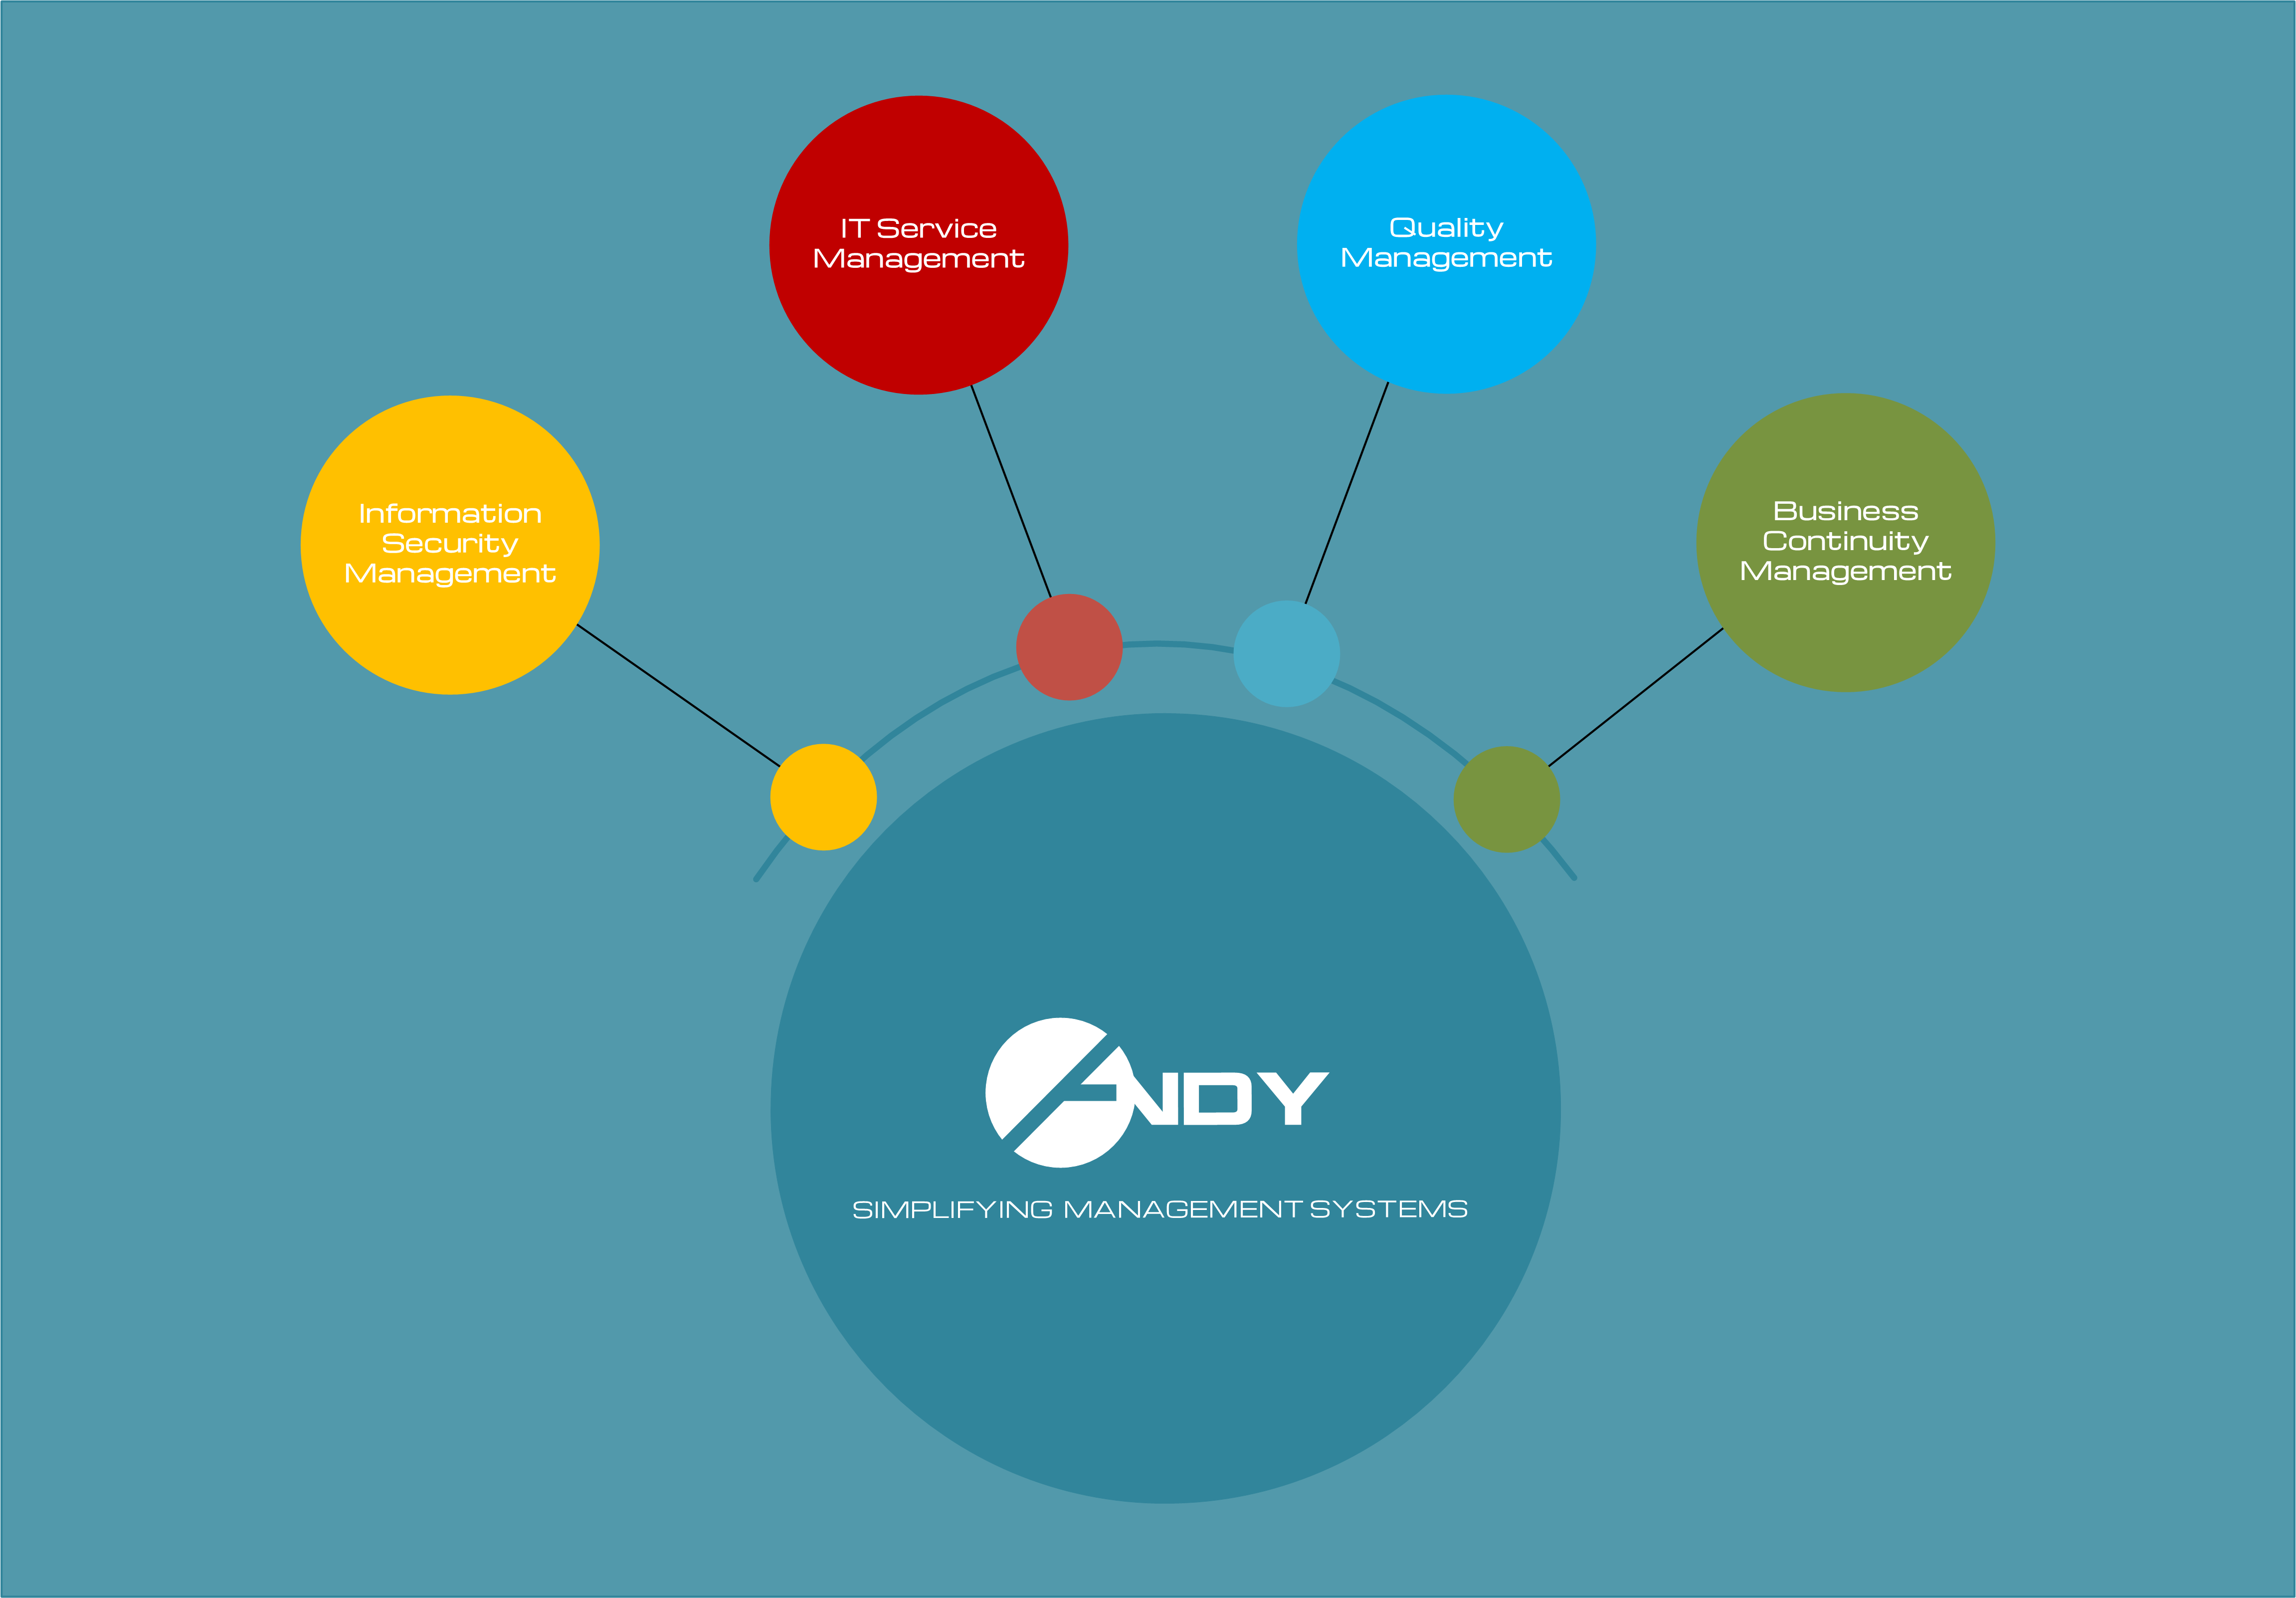 IT Service
Management
Quality
Management
Information
Security
Management
Business
Continuity
Management
ANDY
SIMPLIFYING MANAGEMENT SYSTEMS